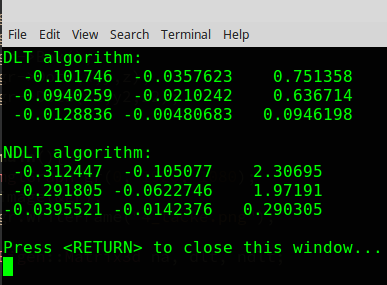 File Edit View Search Terminal Help
DLT algorithm:
-0.101746 -0.0357623 0.751358
-0.0940259 -0.0210242 0.636714
-0.0128836 -0.00480683 0.0946198
NDLT algorithm:
-0.312447 -0.105077 2.30695
-0.291805 -0.0622746 1.97191
-0.0395521 -0.0142376 0.290305
Press <RETURN> to close this window...